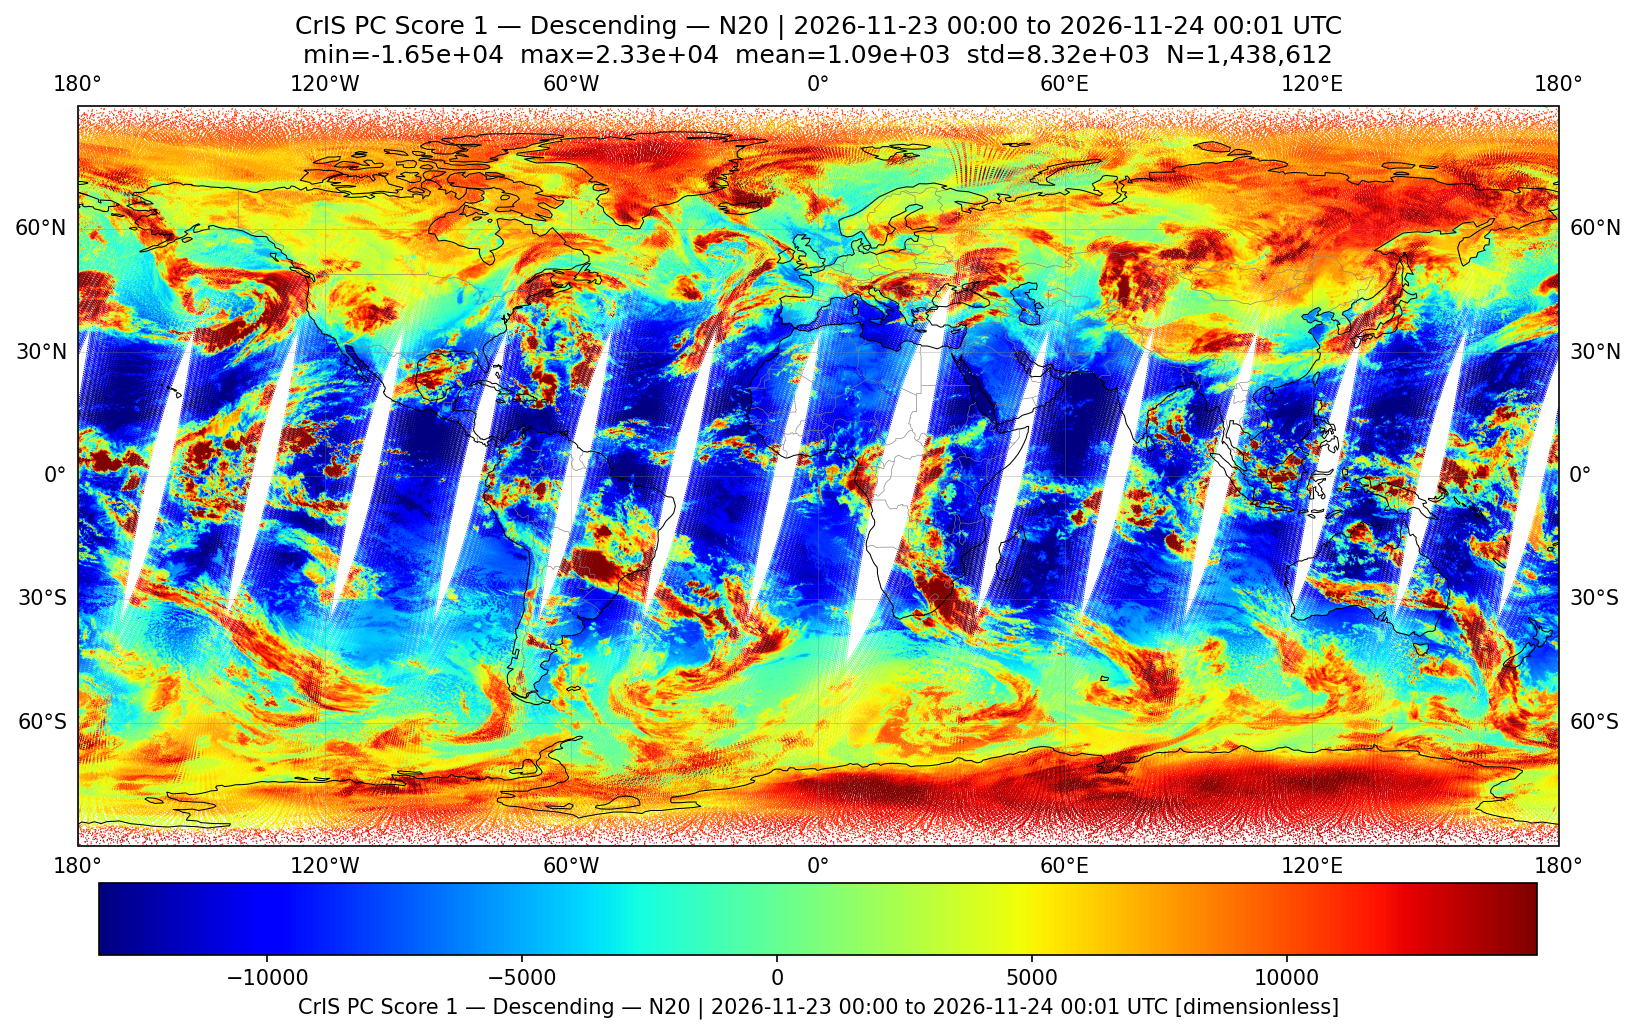 CrIS PC Score 1 — Descending — N20 | 2026-11-23 00:00 to 2026-11-24 00:01 UTC
min=-1.65e+04 max=2.33e+04 mean=1.09e+03 std=8.32e+03 N=1,438,612
180° 120°W 60°W 0° 60°E 120°E 180°
60°N 60°N
30°N 30°N
0° 0°
30°S 30°S
60°S 60°S
180° 120°W 60°W 0° 60°E 120°E 180°
−10000 −5000 0 5000 10000
CrIS PC Score 1 — Descending — N20 | 2026-11-23 00:00 to 2026-11-24 00:01 UTC [dimensionless]